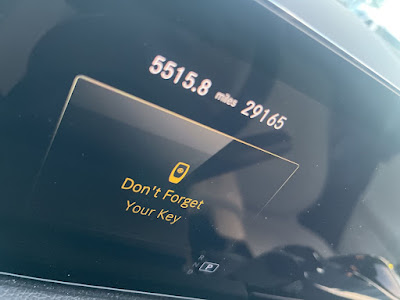 5515.8 miles 29165
Don't Forget
Your Key
R
N
P